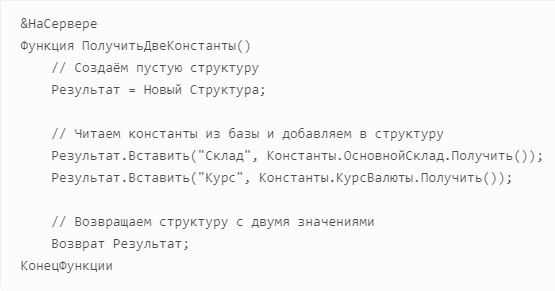 &НаСервере
Функция ПолучитьДвеКонстанты()
    // Создаём пустую структуру
    Результат = Новый Структура;

    // Читаем константы из базы и добавляем в структуру
    Результат.Вставить("Склад", Константы.ОсновнойСклад.Получить());
    Результат.Вставить("Курс", Константы.КурсВалюты.Получить());

    // Возвращаем структуру с двумя значениями
    Возврат Результат;
КонецФункции